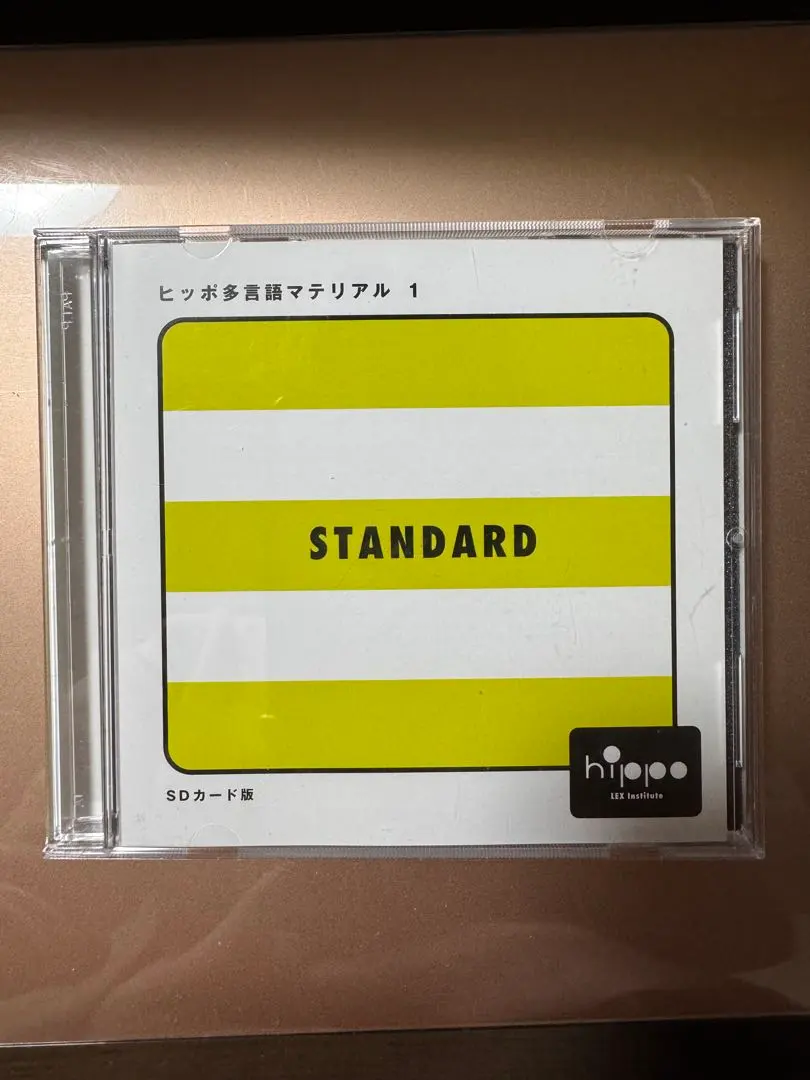 ヒッポ多言語マテリアル 1
STANDARD
hippo
LEX Institute
SDカード版